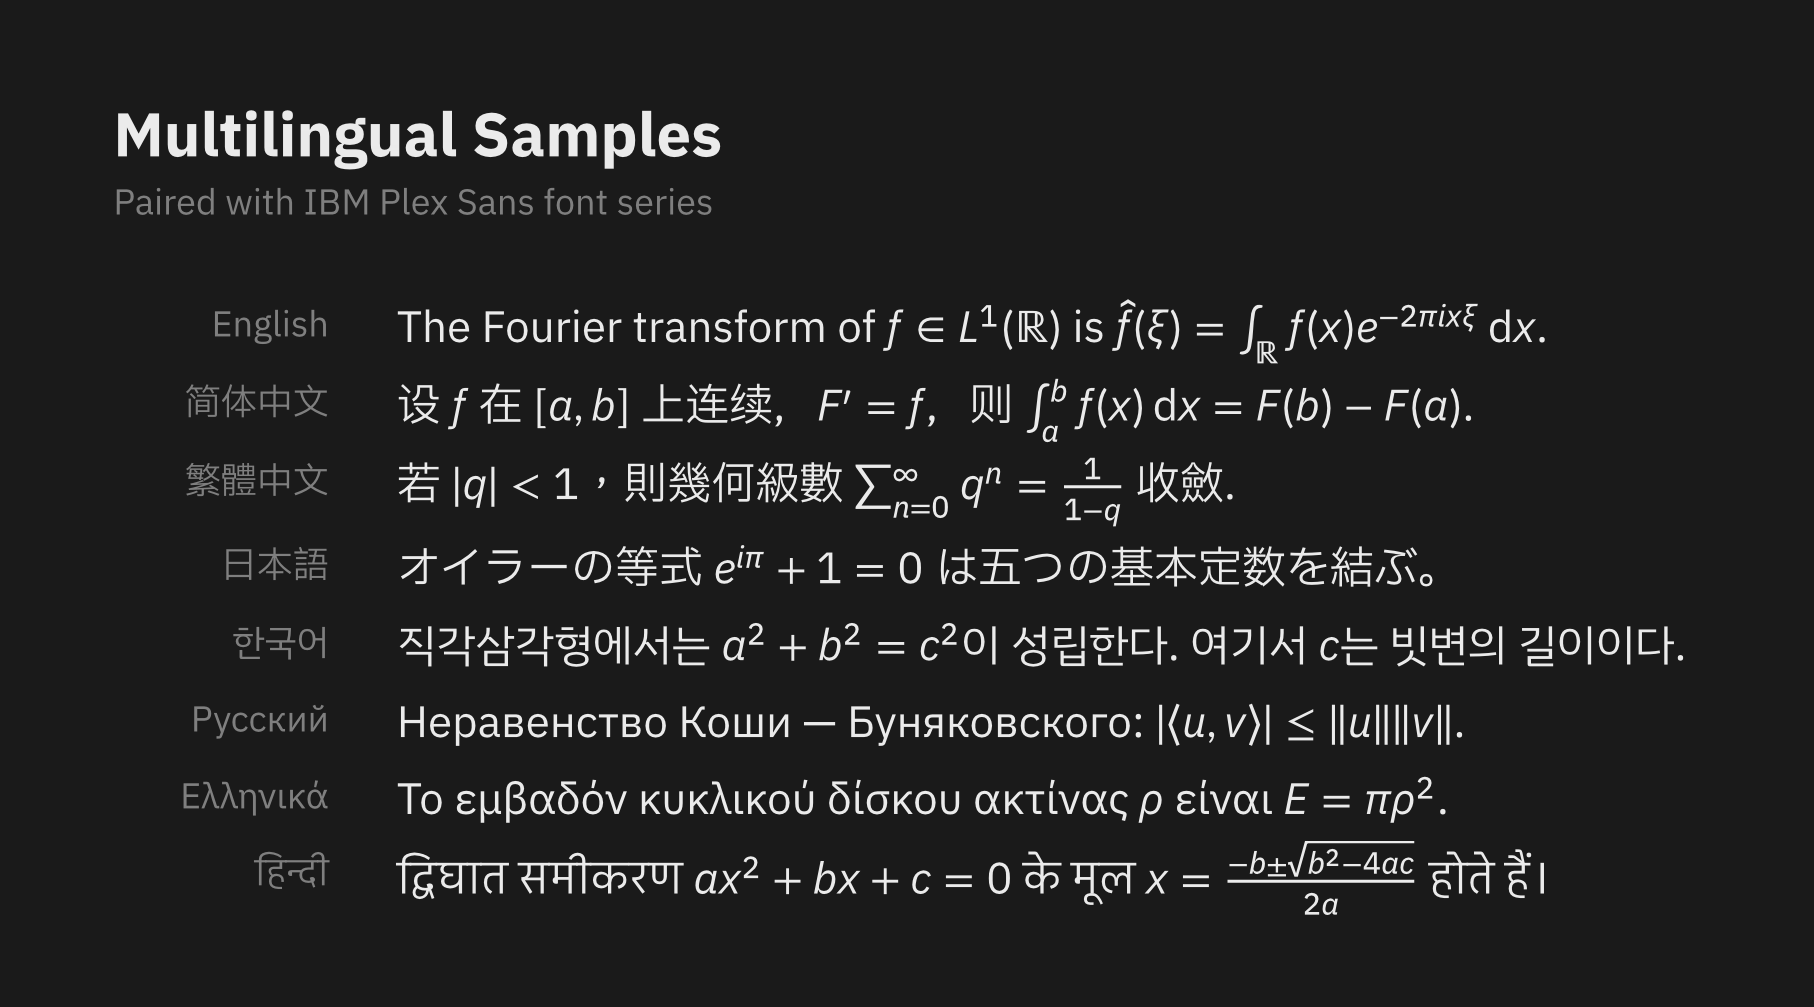 Multilingual Samples
Paired with IBM Plex Sans font series
English The Fourier transform of f ∈ L¹(ℝ) is f̂(ξ) = ∫_ℝ f(x)e^{−2πixξ} dx.
简体中文 设 f 在 [a, b] 上连续, F′ = f, 则 ∫_a^b f(x) dx = F(b) − F(a).
繁體中文 若 |q| < 1，則幾何級數 ∑_{n=0}^∞ qⁿ = \frac{1}{1−q} 收斂.
日本語 オイラーの等式 e^{iπ} + 1 = 0 は五つの基本定数を結ぶ。
한국어 직각삼각형에서는 a² + b² = c²이 성립한다. 여기서 c는 빗변의 길이이다.
Русский Неравенство Коши — Буняковского: |⟨u, v⟩| ≤ ‖u‖‖v‖.
Ελληνικά Το εμβαδόν κυκλικού δίσκου ακτίνας ρ είναι E = πρ².
हिन्दी द्विघात समीकरण ax² + bx + c = 0 के मूल x = \frac{−b±√{b²−4ac}}{2a} होते हैं।